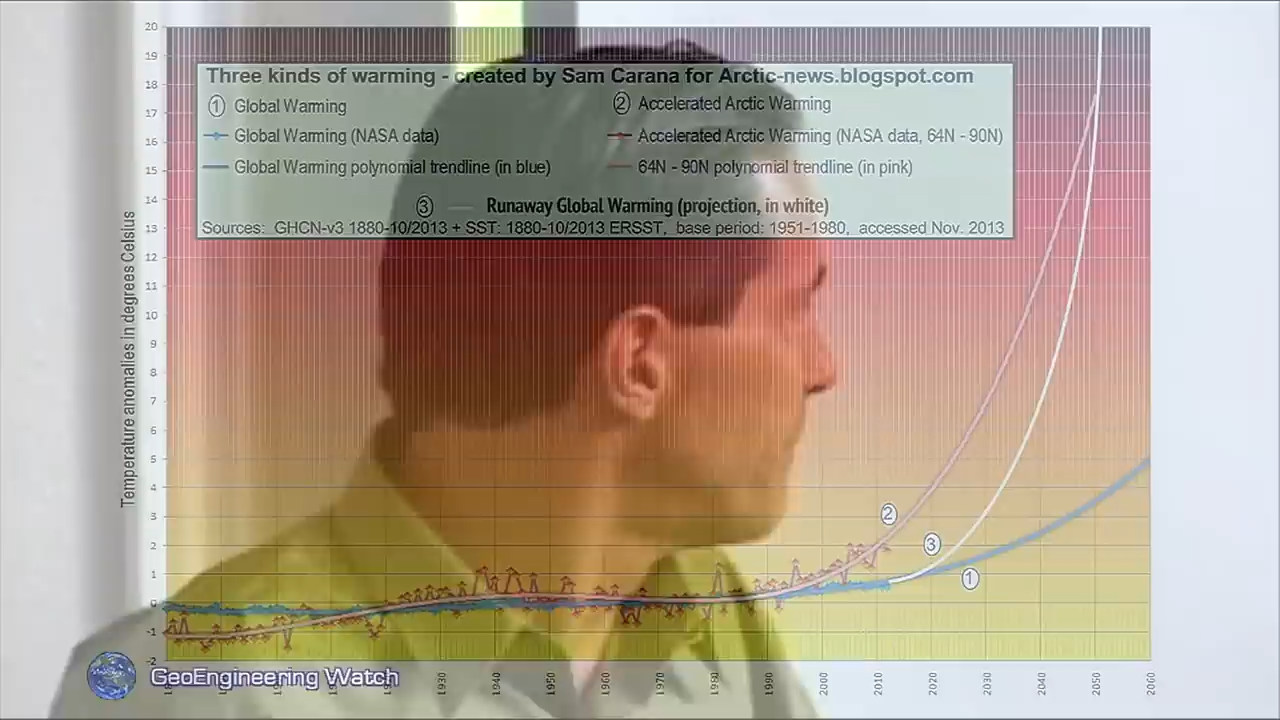 Three kinds of warming - created by Sam Carana for Arctic-news.blogspot.com
① Global Warming ② Accelerated Arctic Warming
Global Warming (NASA data) Accelerated Arctic Warming (NASA data, 64N - 90N)
Global Warming polynomial trendline (in blue) 64N - 90N polynomial trendline (in pink)
③ Runaway Global Warming (projection, in white)
Sources: GHCN-v3 1880-10/2013 + SST: 1880-10/2013 ERSST, base period: 1951-1980, accessed Nov. 2013
Temperature anomalies in degrees Celsius
20
19
18
17
16
15
14
13
12
11
10
9
8
7
6
5
4
3
2
1
0
-1
-2
②
③
①
1930 1940 1950 1960 1970 1980 1990 2000 2010 2020 2030 2040 2050 2060
GeoEngineering Watch